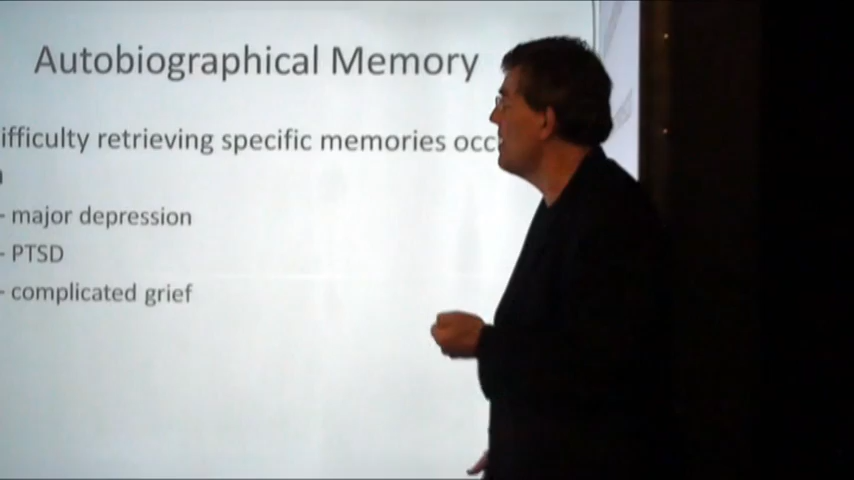 Autobiographical Memory
ifficulty retrieving specific memories occ
- major depression
- PTSD
- complicated grief